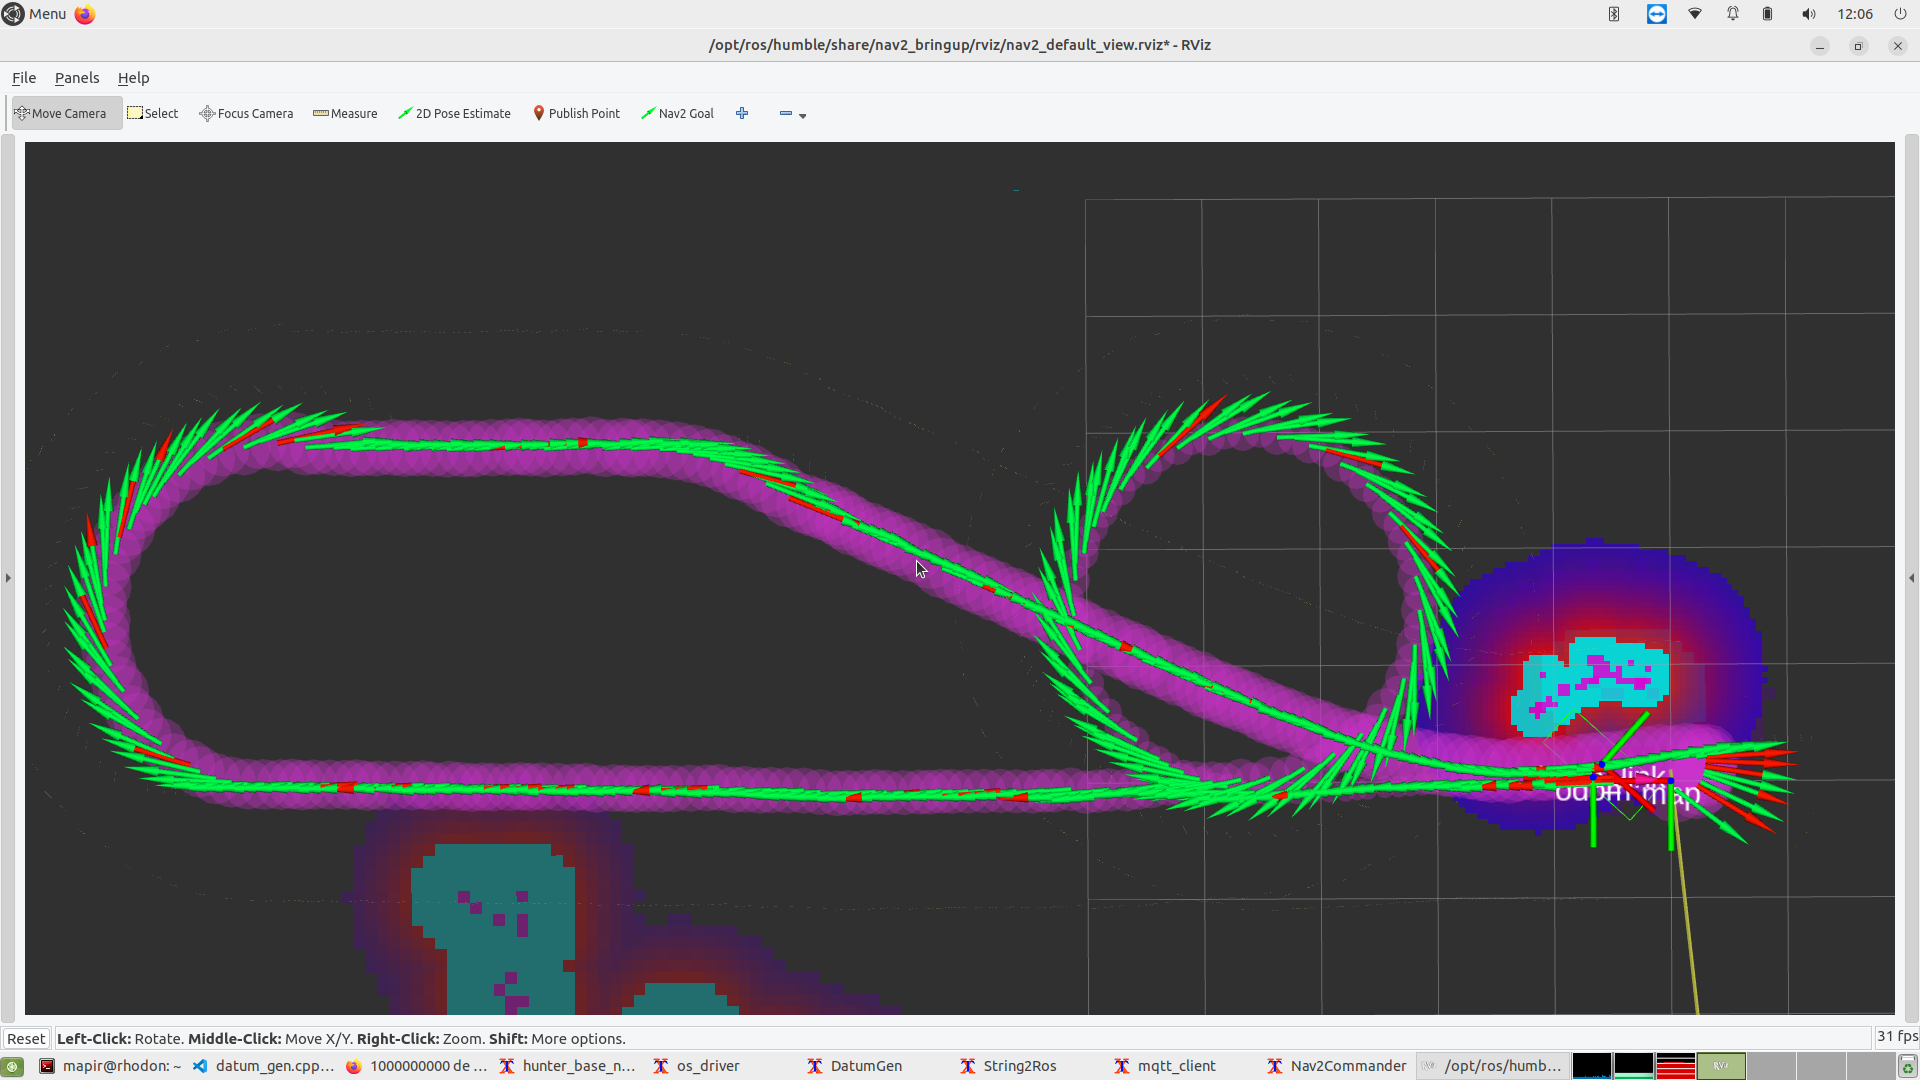 Menu 12:06
/opt/ros/humble/share/nav2_bringup/rviz/nav2_default_view.rviz* - RViz
File Panels Help
Move Camera Select Focus Camera Measure 2D Pose Estimate Publish Point Nav2 Goal
map
Reset Left-Click: Rotate. Middle-Click: Move X/Y. Right-Click: Zoom. Shift: More options. 31 fps
mapir@rhodon: ~ datum_gen.cpp... 1000000000 de ... hunter_base_n... os_driver DatumGen String2Ros mqtt_client Nav2Commander /opt/ros/humb...